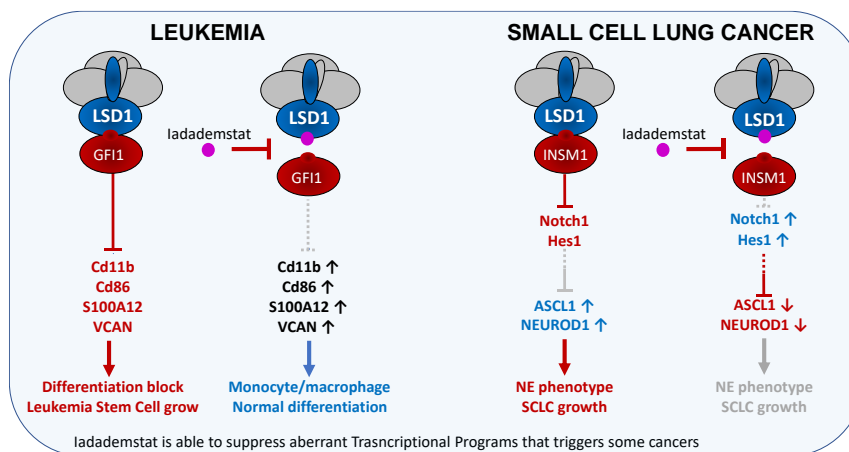 LEUKEMIA
LSD1
GFI1
Iadademstat
LSD1
GFI1
Cd11b
Cd86
S100A12
VCAN
Cd11b ↑
Cd86 ↑
S100A12 ↑
VCAN ↑
Differentiation block
Leukemia Stem Cell grow
Monocyte/macrophage
Normal differentiation
SMALL CELL LUNG CANCER
LSD1
INSM1
Iadademstat
LSD1
INSM1
Notch1
Hes1
Notch1 ↑
Hes1 ↑
ASCL1 ↑
NEUROD1 ↑
ASCL1 ↓
NEUROD1 ↓
NE phenotype
SCLC growth
NE phenotype
SCLC growth
Iadademstat is able to suppress aberrant Trasncriptional Programs that triggers some cancers